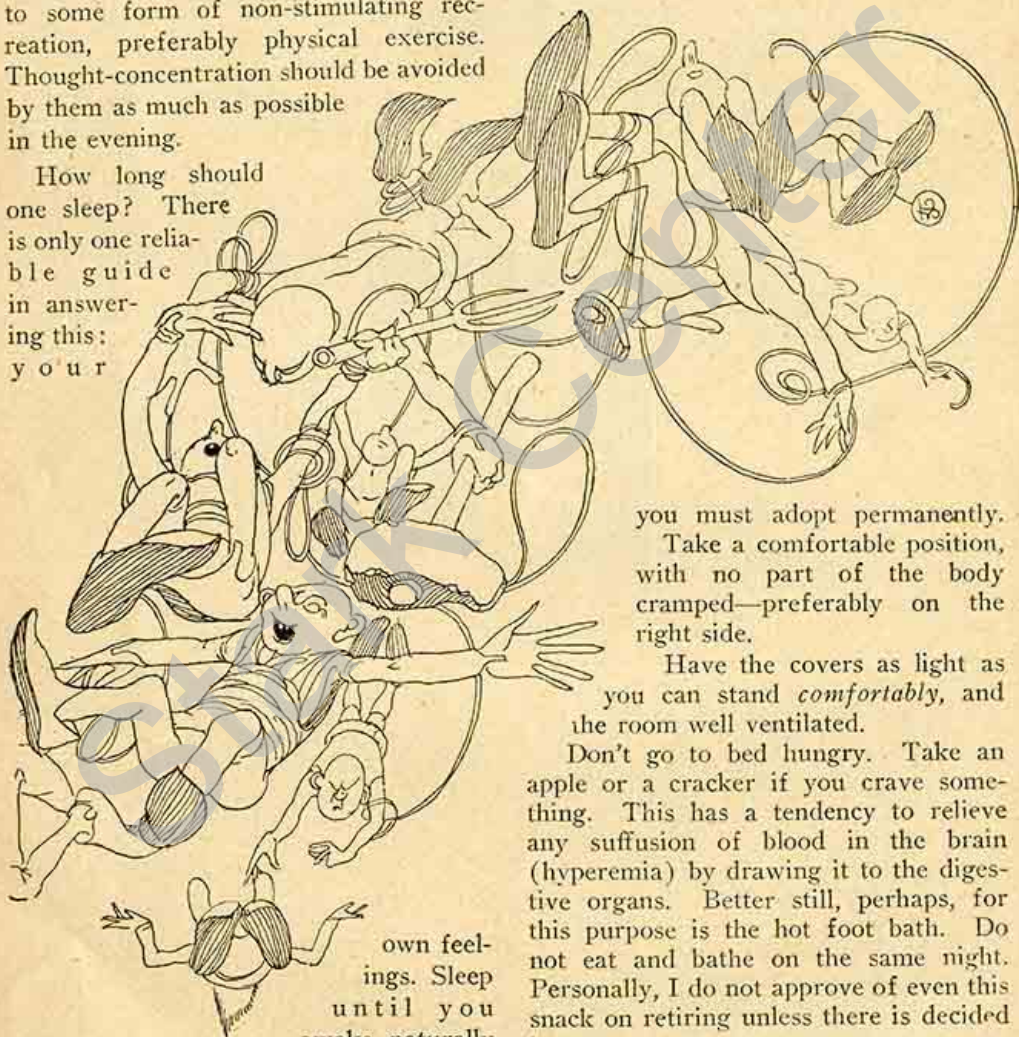 to some form of non-stimulating rec-
reation, preferably physical exercise.
Thought-concentration should be avoided
by them as much as possible
in the evening.
How long should
one sleep? There
is only one relia-
ble guide
in answer-
ing this:
your
own feel-
ings. Sleep
until you
awake naturally
you must adopt permanently.
Take a comfortable position,
with no part of the body
cramped—preferably on the
right side.
Have the covers as light as
you can stand comfortably, and
the room well ventilated.
Don't go to bed hungry. Take an
apple or a cracker if you crave some-
thing. This has a tendency to relieve
any suffusion of blood in the brain
(hyperemia) by drawing it to the diges-
tive organs. Better still, perhaps, for
this purpose is the hot foot bath. Do
not eat and bathe on the same night.
Personally, I do not approve of even this
snack on retiring unless there is decided
Stark Center